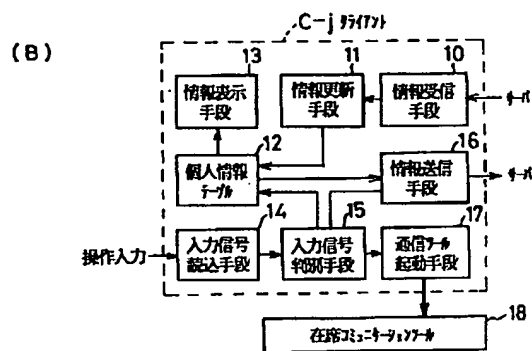 (B)
C-j クライアント
13
11
10
情報表示
手段
情報更新
手段
情報受信
手段
サーバ
12
16
個人情報
テーブル
情報送信
手段
サーバ
14
15
17
操作入力
入力信号
読込手段
入力信号
判別手段
通信ツール
起動手段
18
在席コミュニケーションツール